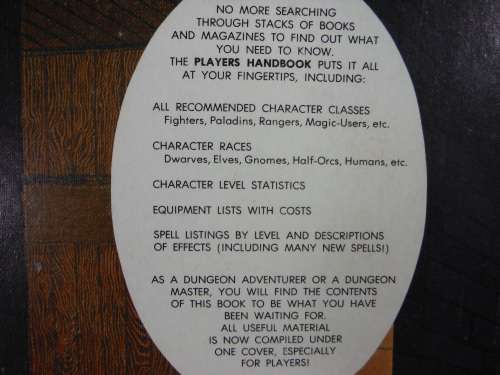 NO MORE SEARCHING
THROUGH STACKS OF BOOKS
AND MAGAZINES TO FIND OUT WHAT
YOU NEED TO KNOW.
THE PLAYERS HANDBOOK PUTS IT ALL
AT YOUR FINGERTIPS, INCLUDING:
ALL RECOMMENDED CHARACTER CLASSES
Fighters, Paladins, Rangers, Magic-Users, etc.
CHARACTER RACES
Dwarves, Elves, Gnomes, Half-Orcs, Humans, etc.
CHARACTER LEVEL STATISTICS
EQUIPMENT LISTS WITH COSTS
SPELL LISTINGS BY LEVEL AND DESCRIPTIONS
OF EFFECTS (INCLUDING MANY NEW SPELLS!)
AS A DUNGEON ADVENTURER OR A DUNGEON
MASTER, YOU WILL FIND THE CONTENTS
OF THIS BOOK TO BE WHAT YOU HAVE
BEEN WAITING FOR.
ALL USEFUL MATERIAL
IS NOW COMPILED UNDER
ONE COVER, ESPECIALLY
FOR PLAYERS!